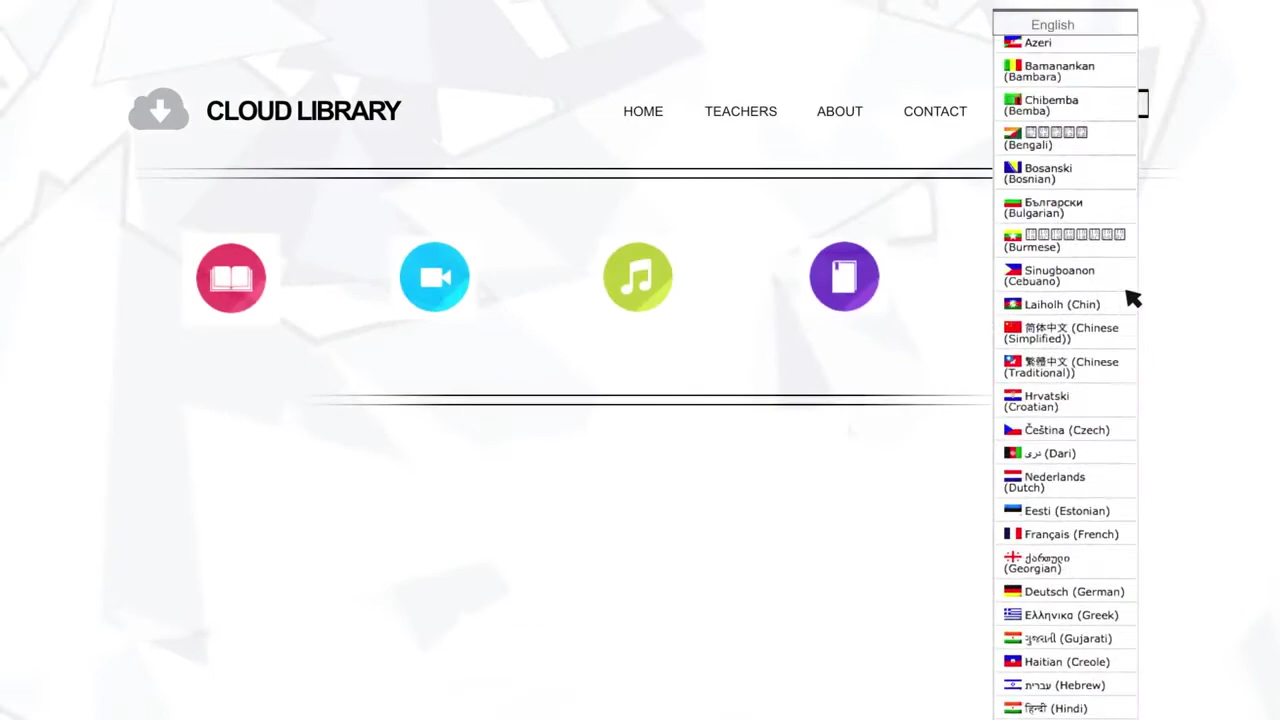 English
Azeri
Bamanankan
(Bambara)
CLOUD LIBRARY
HOME
TEACHERS
ABOUT
CONTACT
Chibemba
(Bemba)
(Bengali)
Bosanski
(Bosnian)
Български
(Bulgarian)
(Burmese)
Sinugboanon
(Cebuano)
Laiholh (Chin)
简体中文 (Chinese
(Simplified))
繁體中文 (Chinese
(Traditional))
Hrvatski
(Croatian)
Čeština (Czech)
دری (Dari)
Nederlands
(Dutch)
Eesti (Estonian)
Français (French)
ქართული
(Georgian)
Deutsch (German)
Ελληνικα (Greek)
ગુજરાતી (Gujarati)
Haitian (Creole)
עברית (Hebrew)
हिन्दी (Hindi)